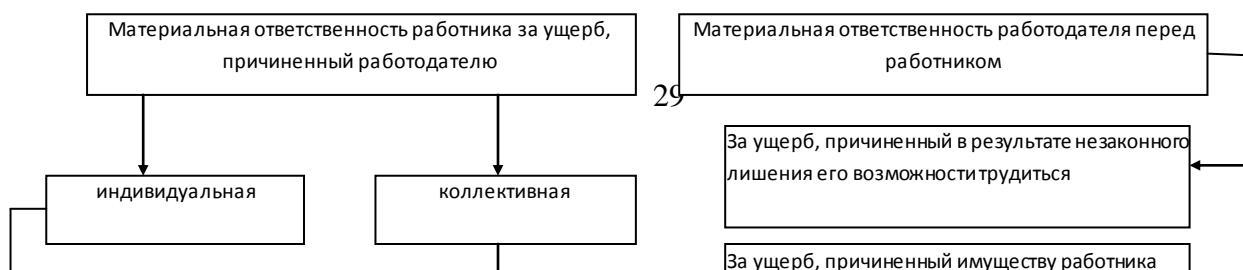 Материальная ответственность работника за ущерб,
причиненный работодателю
Материальная ответственность работодателя перед
работником
29
За ущерб, причиненный в результате незаконного
лишения его возможности трудиться
индивидуальная
коллективная
За ущерб, причиненный имуществу работника